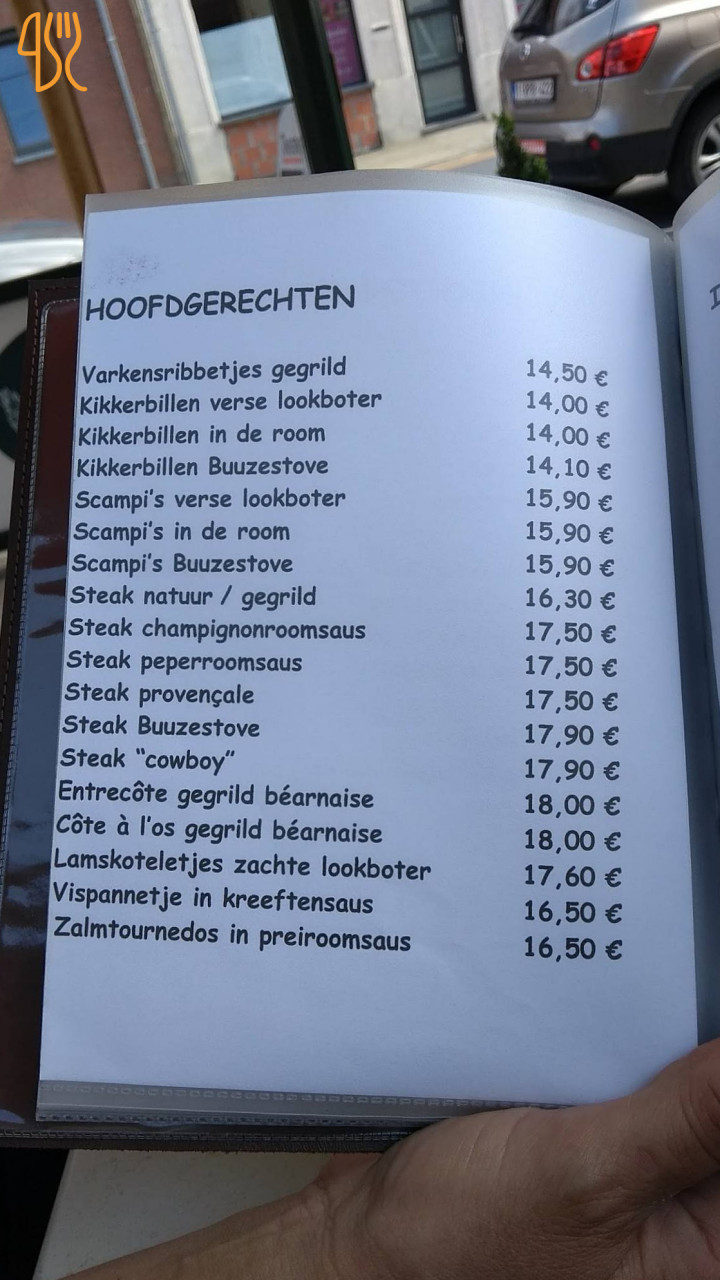 HOOFDGERECHTEN
Varkensribbetjes gegrild 14,50 €
Kikkerbillen verse lookboter 14,00 €
Kikkerbillen in de room 14,00 €
Kikkerbillen Buuzestove 14,10 €
Scampi's verse lookboter 15,90 €
Scampi's in de room 15,90 €
Scampi's Buuzestove 15,90 €
Steak natuur / gegrild 16,30 €
Steak champignonroomsaus 17,50 €
Steak peperroomsaus 17,50 €
Steak provençale 17,50 €
Steak Buuzestove 17,90 €
Steak “cowboy” 17,90 €
Entrecôte gegrild béarnaise 18,00 €
Côte à l'os gegrild béarnaise 18,00 €
Lamskoteletjes zachte lookboter 17,60 €
Vispannetje in kreeftensaus 16,50 €
Zalmtournedos in preiroomsaus 16,50 €